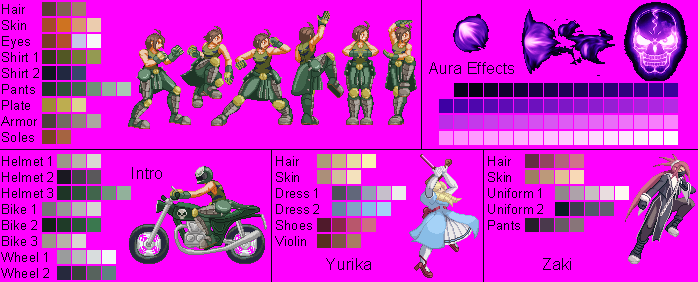 Hair
Skin
Eyes
Shirt 1
Shirt 2
Pants
Plate
Armor
Soles
Aura Effects
Helmet 1
Helmet 2
Helmet 3
Bike 1
Bike 2
Bike 3
Wheel 1
Wheel 2
Intro
Hair
Skin
Dress 1
Dress 2
Shoes
Violin
Yurika
Hair
Skin
Uniform 1
Uniform 2
Pants
Zaki